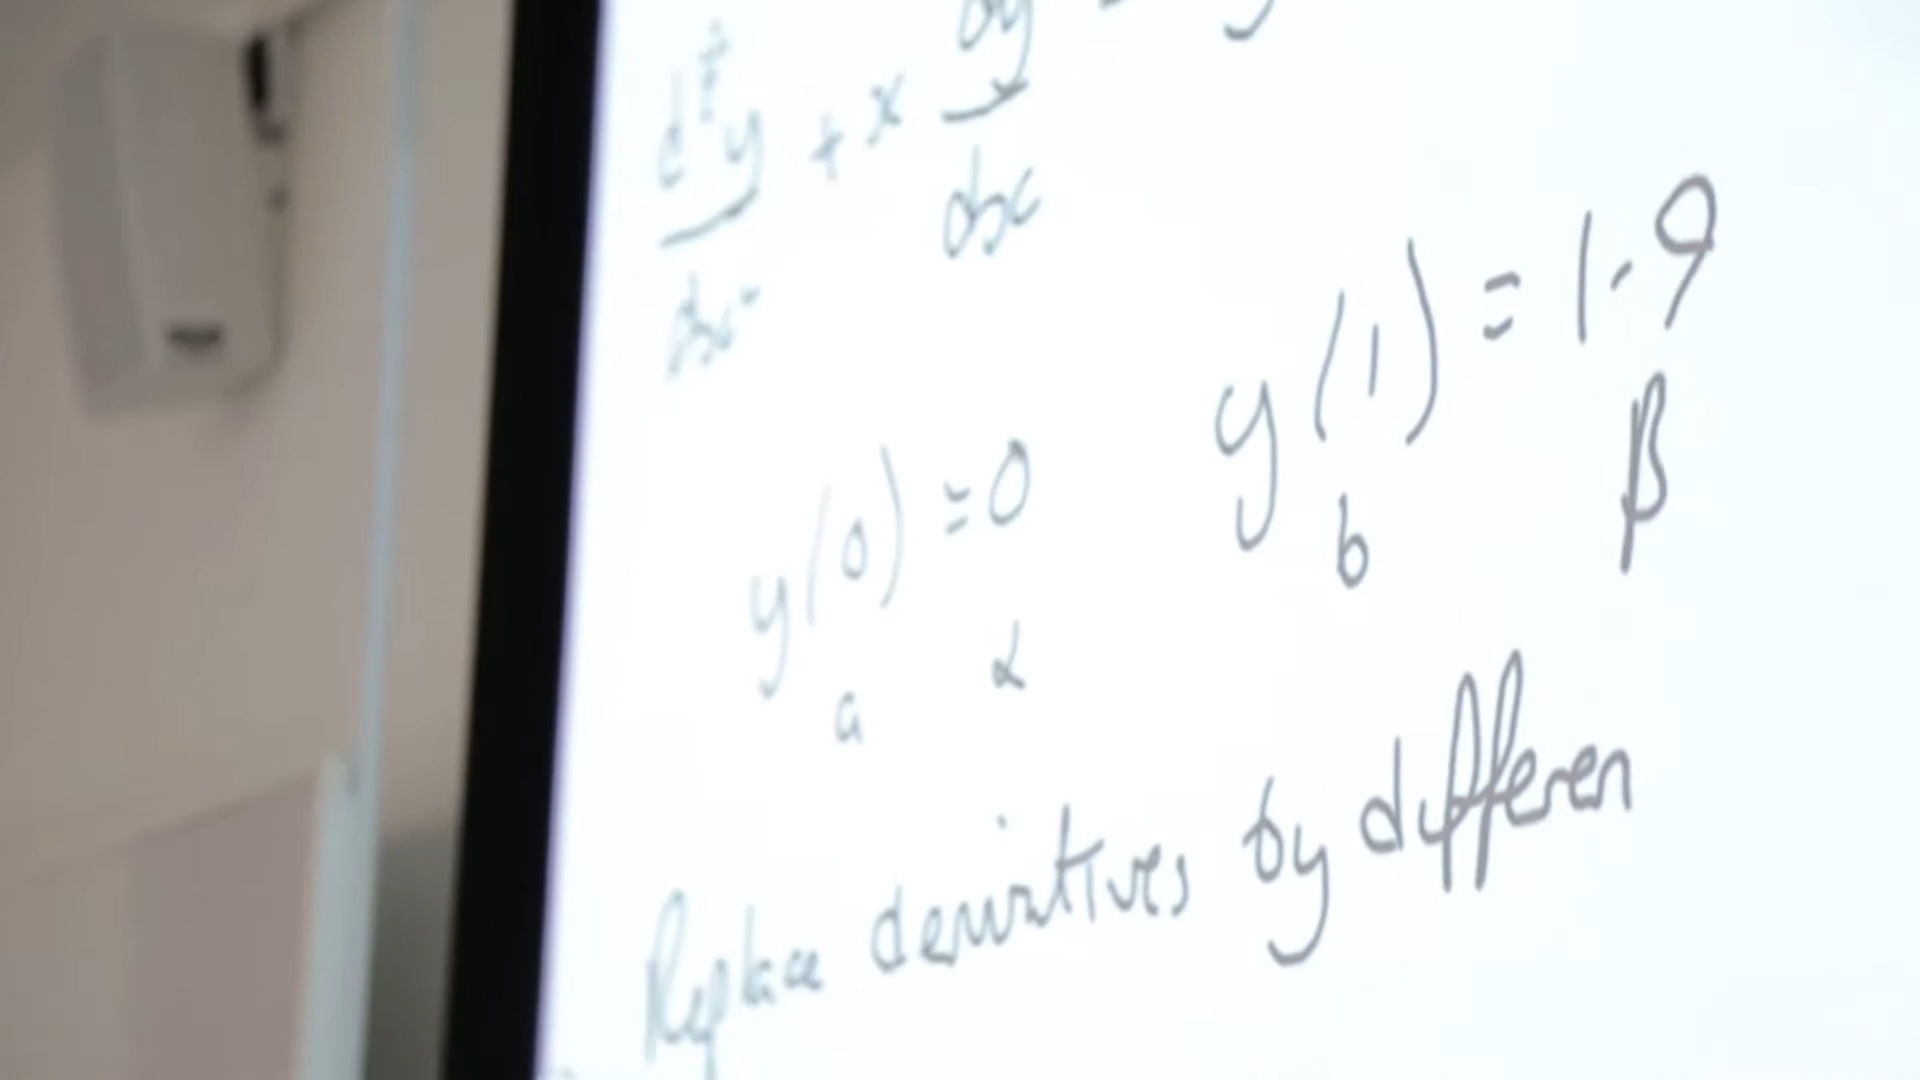 d²y/dx² + x dy/dx - y
y(0) = 0 y(1) = 1.9
a α b β
Replace derivatives by differen